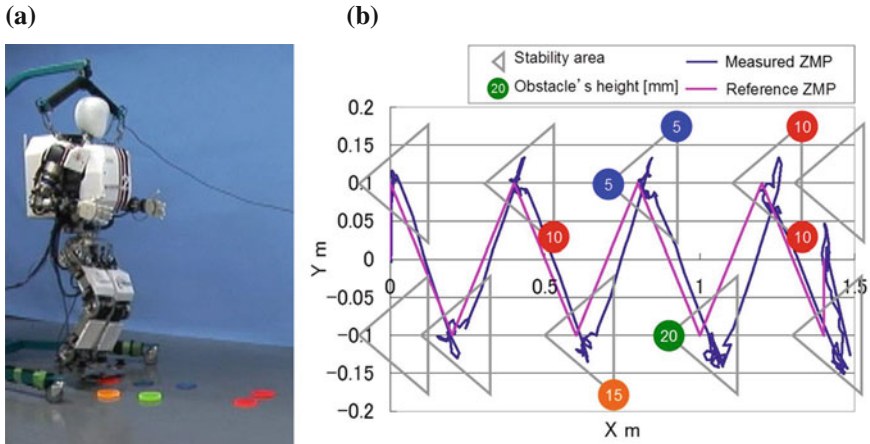 (a)
(b)
Stability area
Measured ZMP
20 Obstacle's height [mm]
Reference ZMP
0.2
0.15
0.1
0.05
0
−0.05
−0.1
−0.15
−0.2
Y m
0
0.5
1
1.5
X m
5
10
5
10
10
20
15